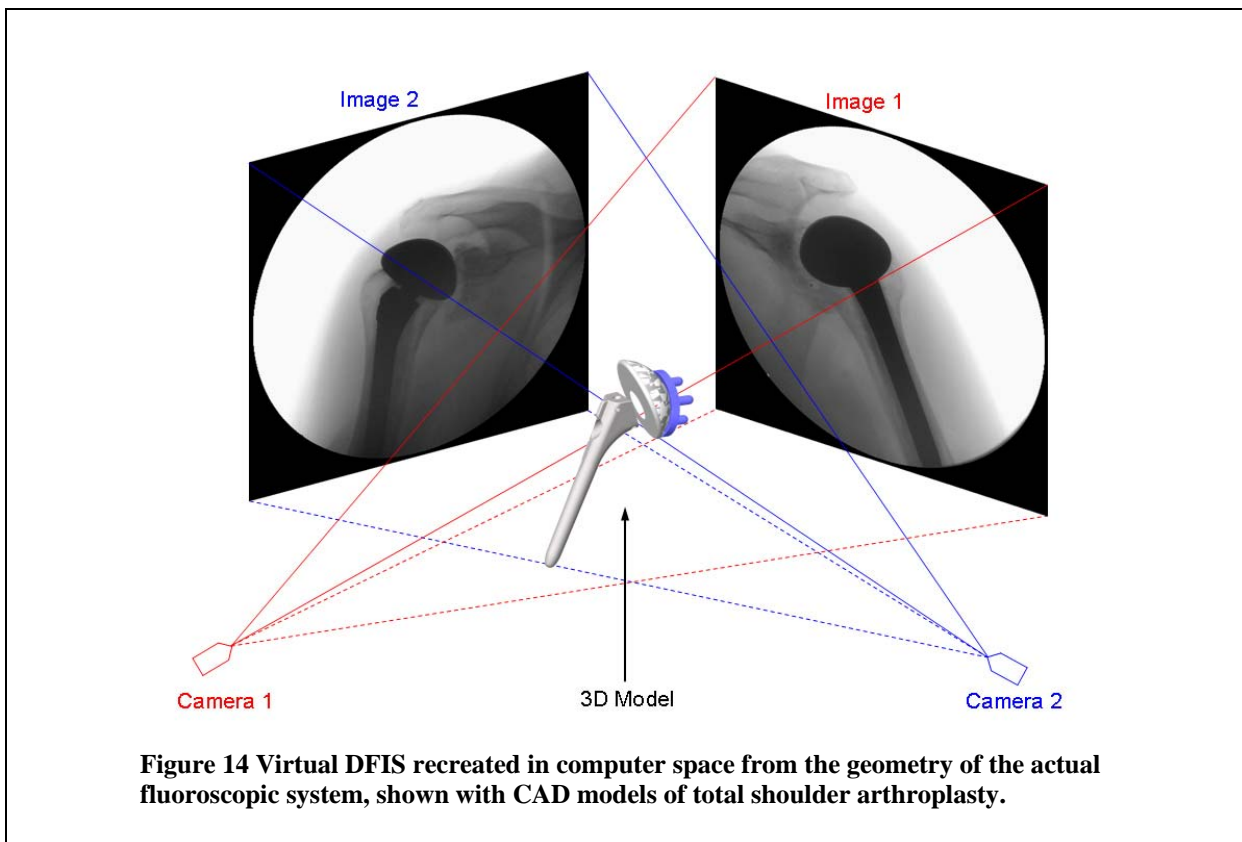 Image 2
Image 1
Camera 1
3D Model
Camera 2
Figure 14 Virtual DFIS recreated in computer space from the geometry of the actual
fluoroscopic system, shown with CAD models of total shoulder arthroplasty.